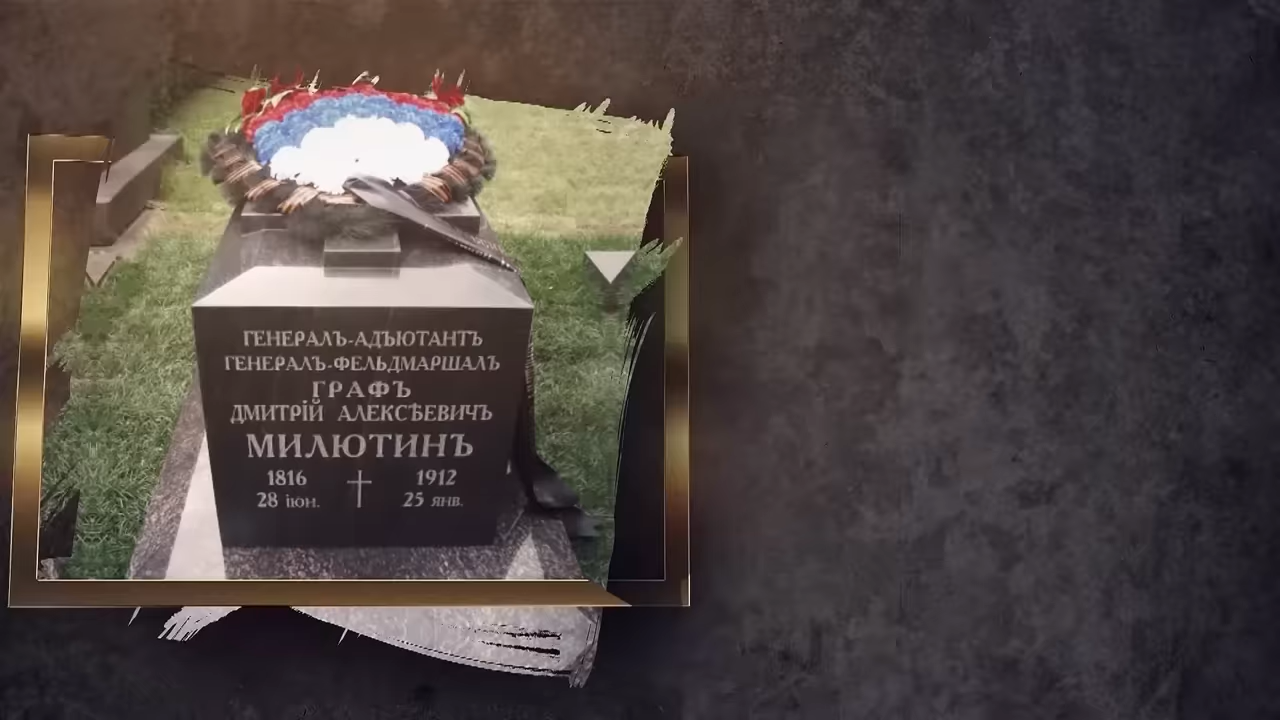 ГЕНЕРАЛЪ-АДЪЮТАНТЪ
ГЕНЕРАЛЪ-ФЕЛЬДМАРШАЛЪ
ГРАФЪ
ДМИТРІЙ АЛЕКСѢЕВИЧЪ
МИЛЮТИНЪ
1816 1912
28 іюн. 25 янв.